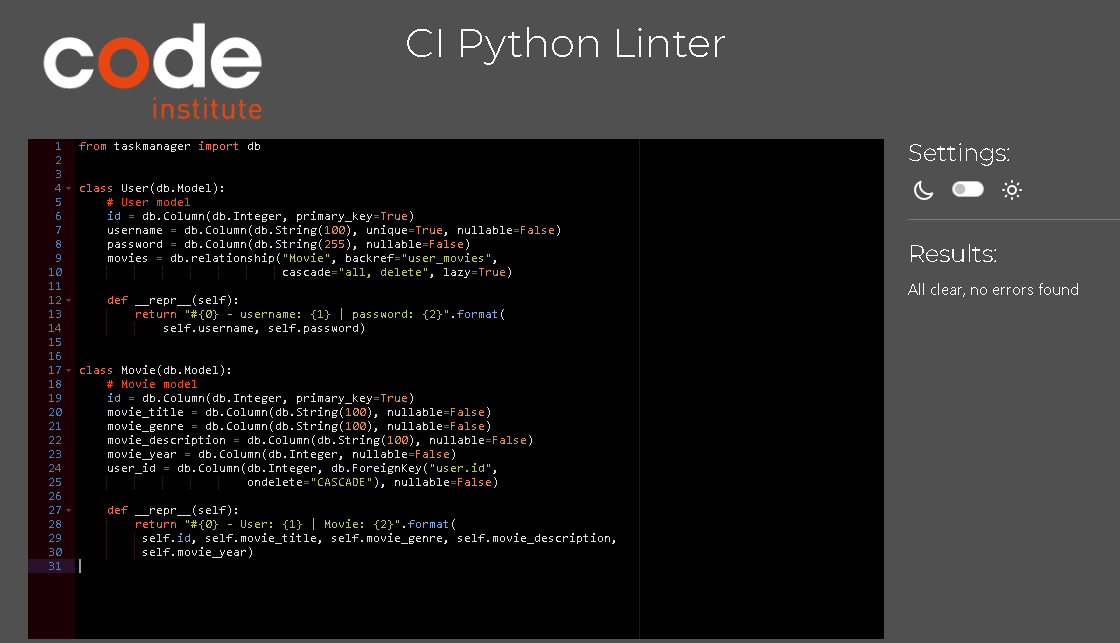 code
institute
CI Python Linter
1 from taskmanager import db
2
3
4 class User(db.Model):
5     # User model
6     id = db.Column(db.Integer, primary_key=True)
7     username = db.Column(db.String(100), unique=True, nullable=False)
8     password = db.Column(db.String(255), nullable=False)
9     movies = db.relationship("Movie", backref="user_movies",
10                              cascade="all, delete", lazy=True)
11
12     def __repr__(self):
13         return "#{0} - username: {1} | password: {2}".format(
14             self.username, self.password)
15
16
17 class Movie(db.Model):
18     # Movie model
19     id = db.Column(db.Integer, primary_key=True)
20     movie_title = db.Column(db.String(100), nullable=False)
21     movie_genre = db.Column(db.String(100), nullable=False)
22     movie_description = db.Column(db.String(100), nullable=False)
23     movie_year = db.Column(db.Integer, nullable=False)
24     user_id = db.Column(db.Integer, db.ForeignKey("user.id",
25                         ondelete="CASCADE"), nullable=False)
26
27     def __repr__(self):
28         return "#{0} - User: {1} | Movie: {2}".format(
29          self.id, self.movie_title, self.movie_genre, self.movie_description,
30          self.movie_year)
31
Settings:
Results:
All clear, no errors found